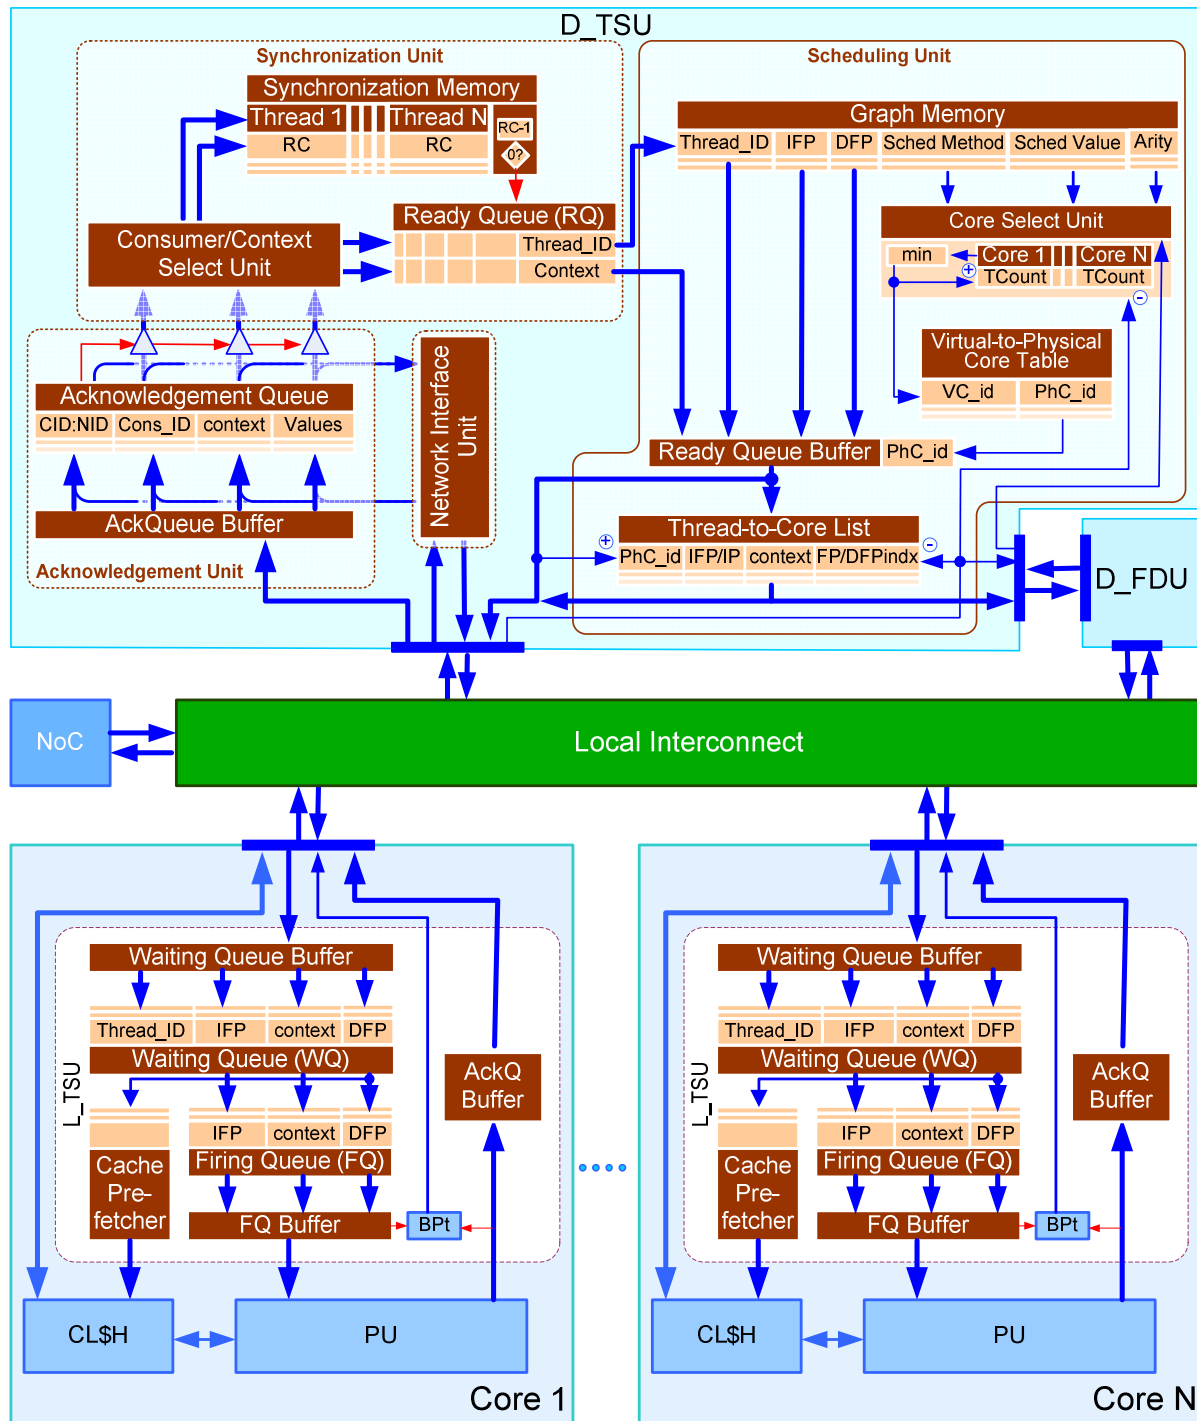 D_TSU
Synchronization Unit
Scheduling Unit
Synchronization Memory
Thread 1
Thread N
RC
RC
RC-1
0?
Graph Memory
Thread_ID
IFP
DFP
Sched Method
Sched Value
Arity
Ready Queue (RQ)
Thread_ID
Context
Consumer/Context
Select Unit
Core Select Unit
min
Core 1
Core N
+
TCount
TCount
-
Virtual-to-Physical
Core Table
VC_id
PhC_id
Acknowledgement Queue
CID:NID
Cons_ID
context
Values
AckQueue Buffer
Acknowledgement Unit
Network Interface
Unit
Ready Queue Buffer
PhC_id
Thread-to-Core List
+
-
PhC_id
IFP/IP
context
FP/DFPindx
D_FDU
NoC
Local Interconnect
Waiting Queue Buffer
Thread_ID
IFP
context
DFP
Waiting Queue (WQ)
L_TSU
AckQ
Buffer
IFP
context
DFP
Cache
Pre-
fetcher
Firing Queue (FQ)
FQ Buffer
BPt
CL$H
PU
Core 1
Waiting Queue Buffer
Thread_ID
IFP
context
DFP
Waiting Queue (WQ)
L_TSU
AckQ
Buffer
IFP
context
DFP
Cache
Pre-
fetcher
Firing Queue (FQ)
FQ Buffer
BPt
CL$H
PU
Core N